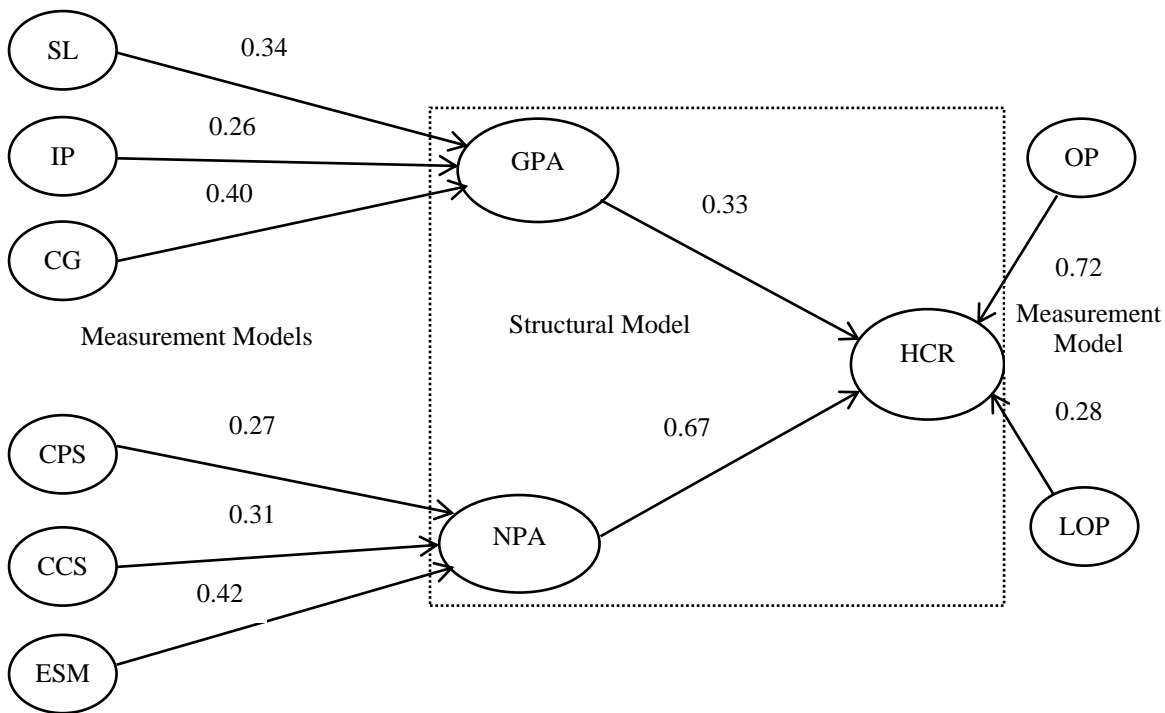 SL
0.34
IP
0.26
GPA
OP
0.40
0.33
CG
0.72
Measurement Models
Structural Model
Measurement
Model
HCR
CPS
0.27
0.67
0.28
0.31
NPA
LOP
CCS
0.42
ESM